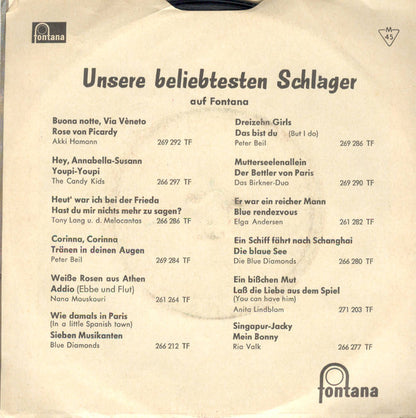 fontana
M
45
Unsere beliebtesten Schlager
auf Fontana
Buona notte, Via Vèneto
Rose von Picardy
Akki Homann 269 292 TF
Hey, Annabella-Susann
Youpi-Youpi
The Candy Kids 266 297 TF
Heut' war ich bei der Frieda
Hast du mir nichts mehr zu sagen?
Tony Long u. d. Melocantos 266 286 TF
Corinna, Corinna
Tränen in deinen Augen
Peter Beil 269 284 TF
Weiße Rosen aus Athen
Addio (Ebbe und Flut)
Nana Mouskouri 261 264 TF
Wie damals in Paris
(In a little Spanish town)
Sieben Musikanten
Blue Diamonds 266 212 TF
Dreizehn Girls
Das bist du (But I do)
Peter Beil 269 286 TF
Mutterseelenallein
Der Bettler von Paris
Das Birkner-Duo 269 290 TF
Er war ein reicher Mann
Blue rendezvous
Elga Andersen 261 282 TF
Ein Schiff fährt nach Schanghai
Die blaue See
Die Blue Diamonds 266 280 TF
Ein bißchen Mut
Laß die Liebe aus dem Spiel
(You can have him)
Anita Lindblom 271 203 TF
Singapur-Jacky
Mein Bonny
Ria Valk 266 277 TF
fontana